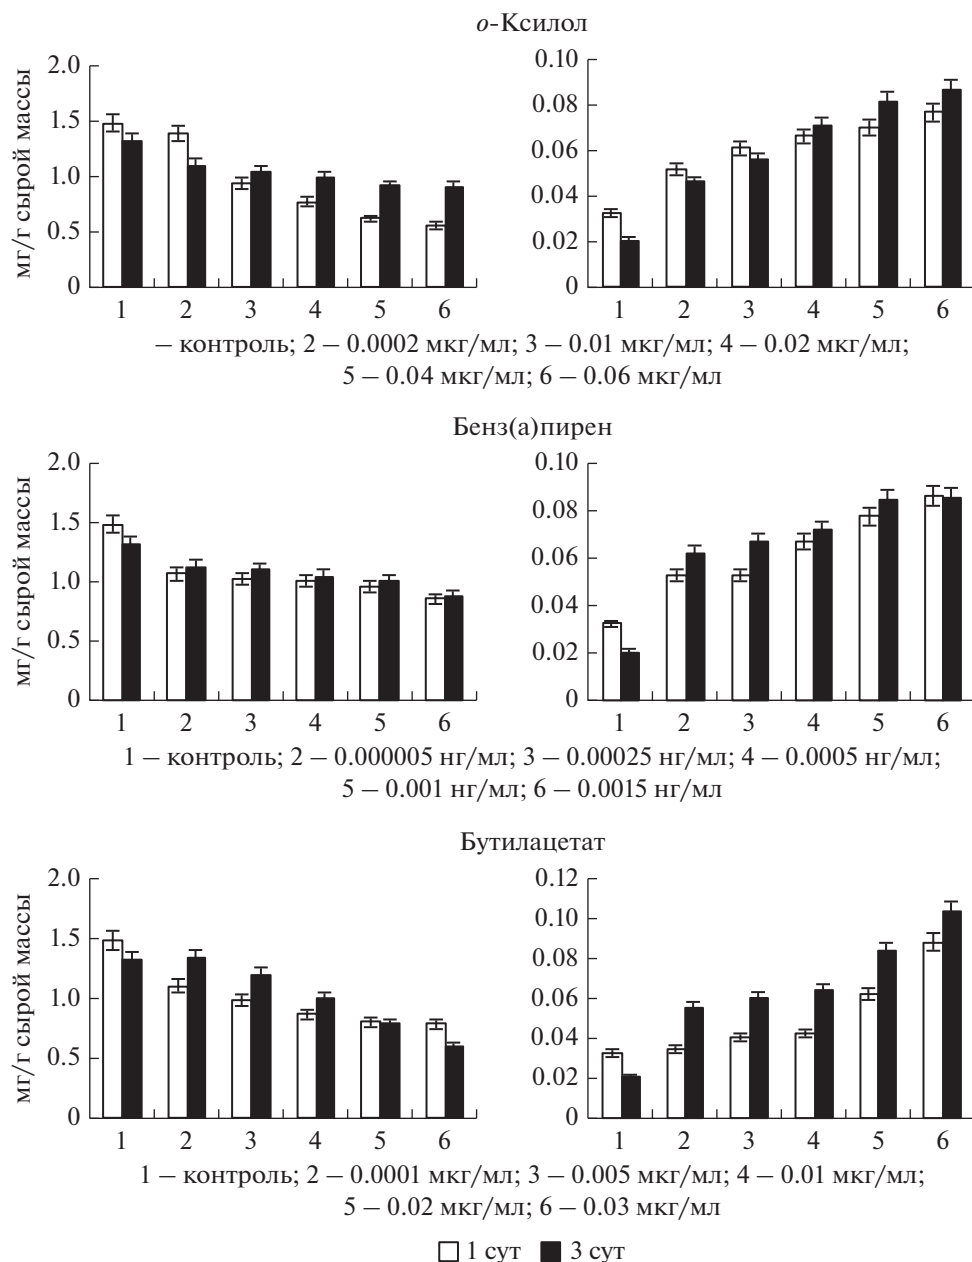 o-Ксилол
мг/г сырой массы
2.0
1.5
1.0
0.5
0
1 2 3 4 5 6
0.10
0.08
0.06
0.04
0.02
0
1 2 3 4 5 6
– контроль; 2 – 0.0002 мкг/мл; 3 – 0.01 мкг/мл; 4 – 0.02 мкг/мл;
5 – 0.04 мкг/мл; 6 – 0.06 мкг/мл
Бенз(а)пирен
мг/г сырой массы
2.0
1.5
1.0
0.5
0
1 2 3 4 5 6
0.10
0.08
0.06
0.04
0.02
0
1 2 3 4 5 6
1 – контроль; 2 – 0.000005 нг/мл; 3 – 0.00025 нг/мл; 4 – 0.0005 нг/мл;
5 – 0.001 нг/мл; 6 – 0.0015 нг/мл
Бутилацетат
мг/г сырой массы
2.0
1.5
1.0
0.5
0
1 2 3 4 5 6
0.12
0.10
0.08
0.06
0.04
0.02
0
1 2 3 4 5 6
1 – контроль; 2 – 0.0001 мкг/мл; 3 – 0.005 мкг/мл; 4 – 0.01 мкг/мл;
5 – 0.02 мкг/мл; 6 – 0.03 мкг/мл
1 сут 3 сут